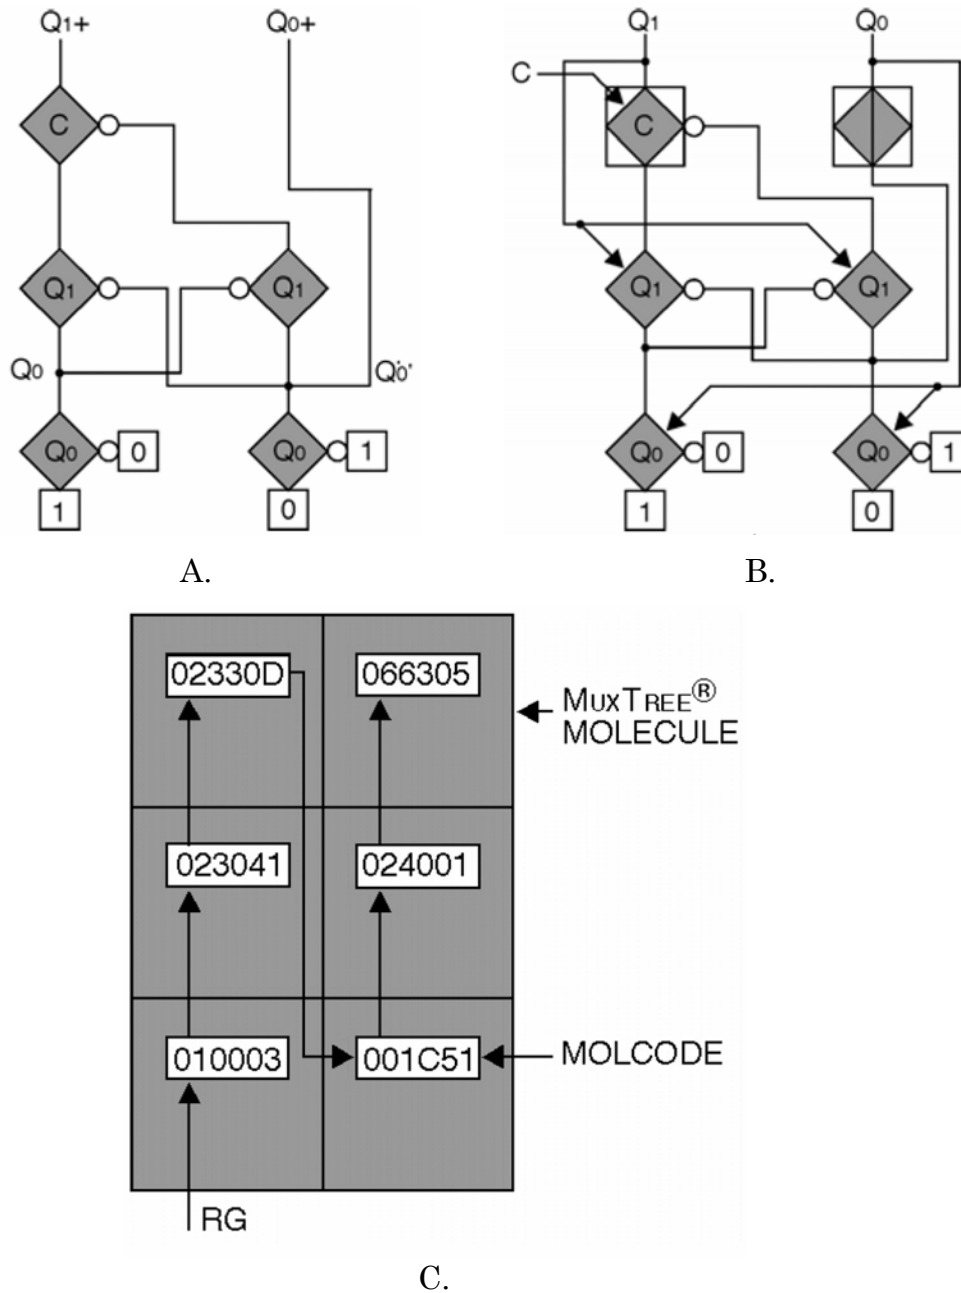 Q1+ Q0+
C
Q1 Q1
Q0
Q0 0 Q0 1
1 0
A.
Q1 Q0
C
C
Q1 Q1
Q0 0 Q0 1
1 0
B.
02330D 066305
MUXTREE®
MOLECULE
023041 024001
010003 001C51 MOLCODE
RG
C.